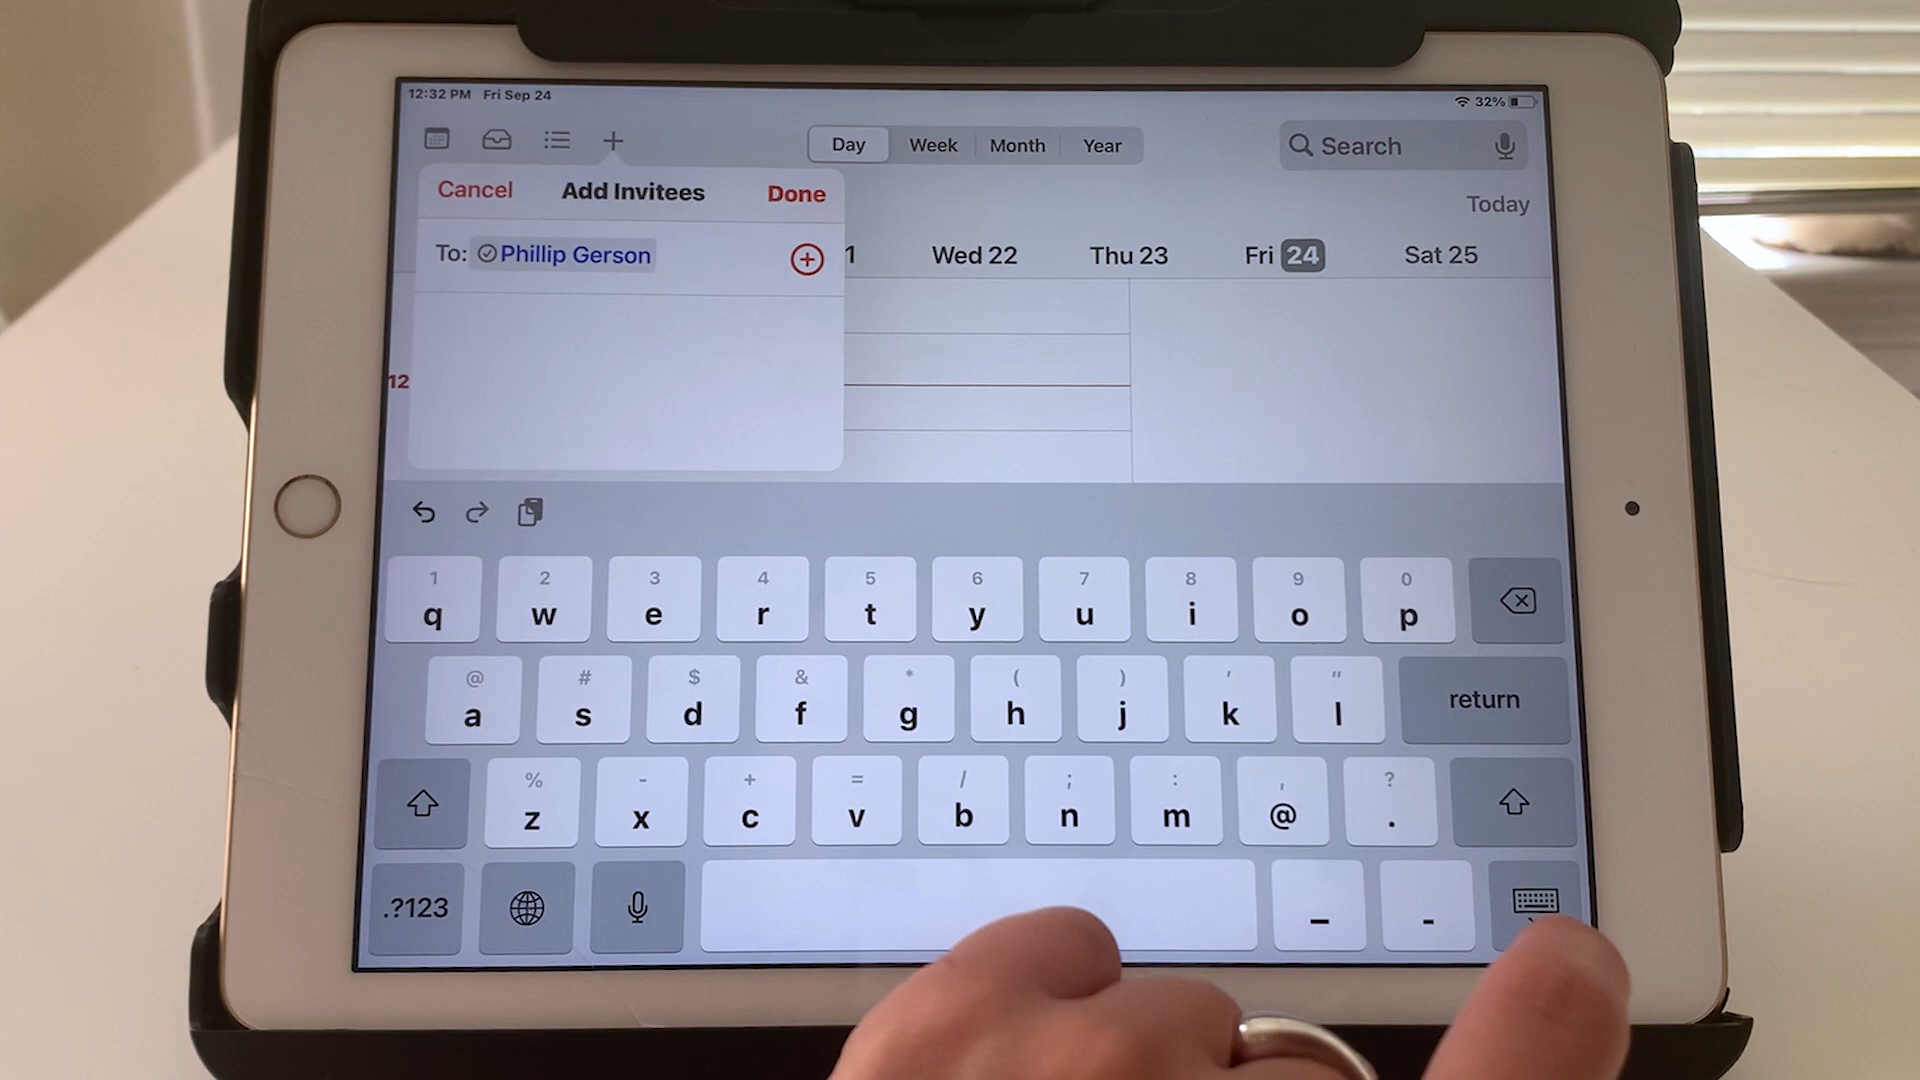 12:32 PM Fri Sep 24
32%
Day Week Month Year
Search
Cancel Add Invitees Done
Today
To: Phillip Gerson
1 Wed 22 Thu 23 Fri 24 Sat 25
12
1 2 3 4 5 6 7 8 9 0
q w e r t y u i o p
@ # $ & * ( ) ' "
a s d f g h j k l return
% - + = / ; : , ?
z x c v b n m @ .
.?123 _ -